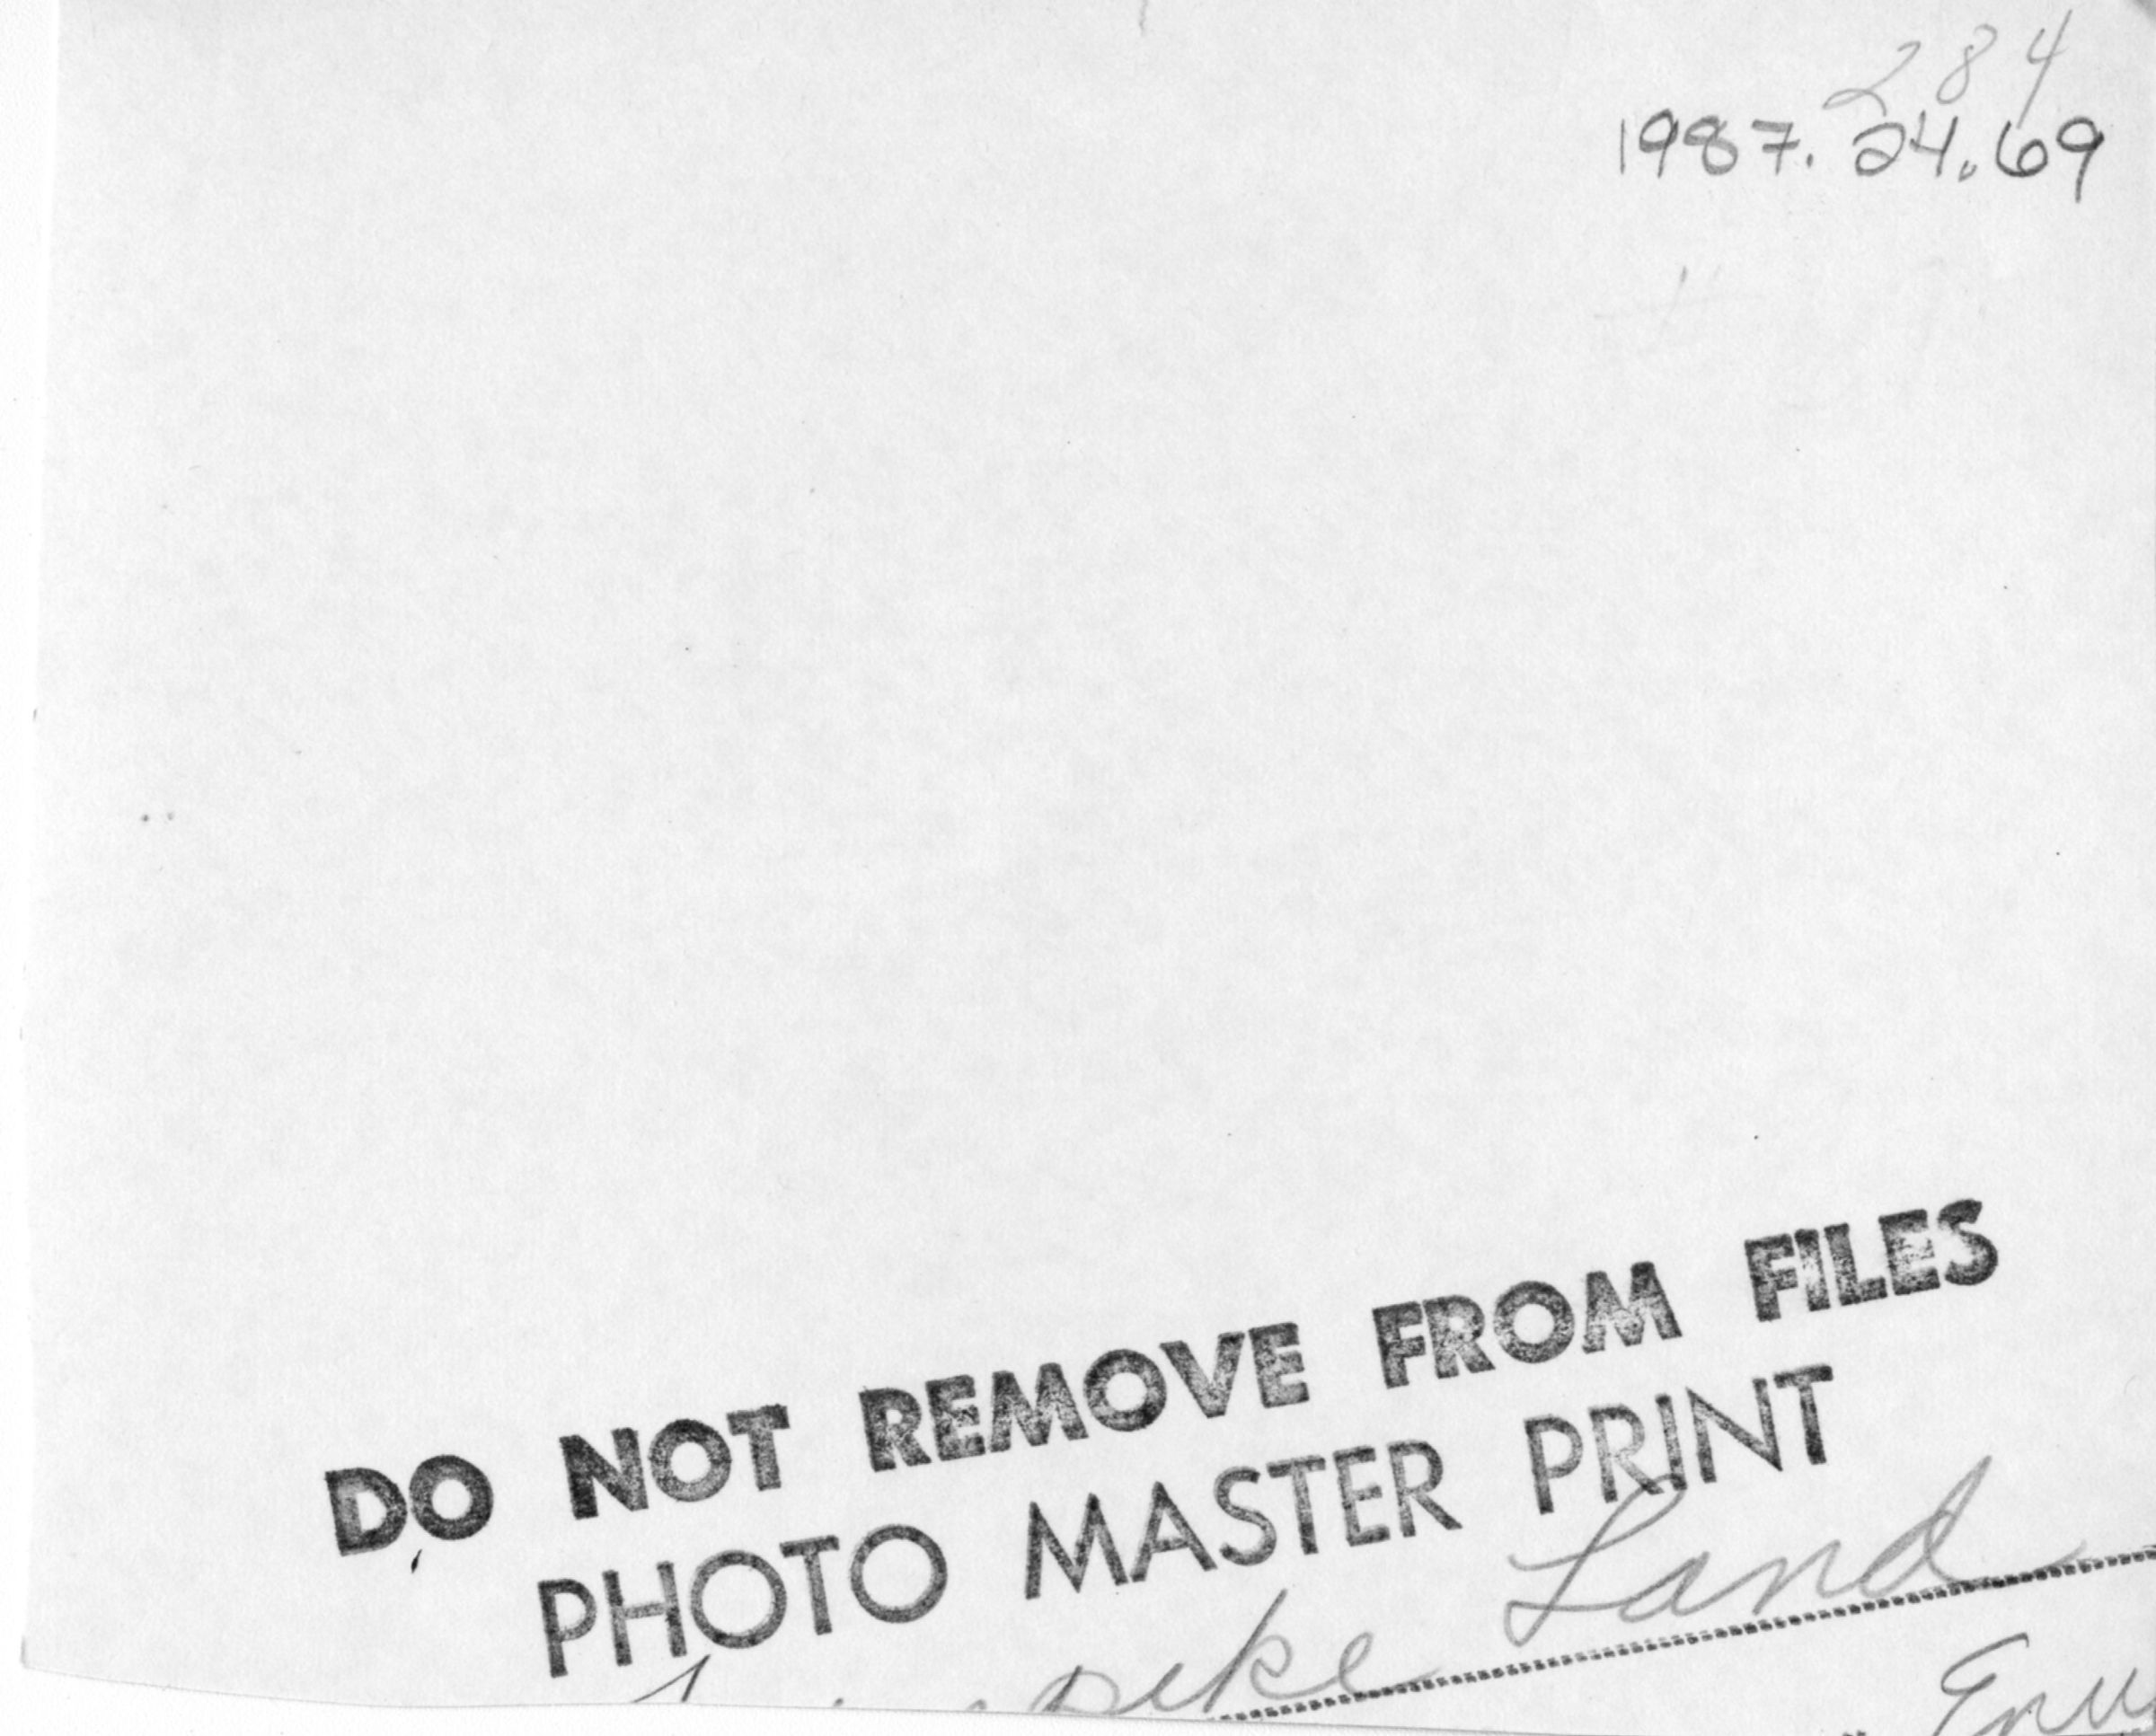 284
1987.24.69
DO NOT REMOVE FROM FILES
PHOTO MASTER PRINT
Land